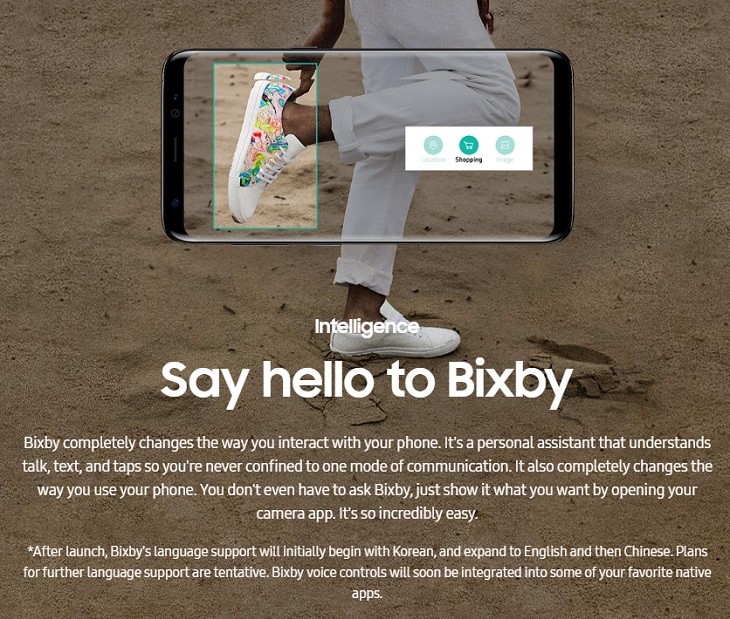 Location Shopping Image
Intelligence
Say hello to Bixby
Bixby completely changes the way you interact with your phone. It's a personal assistant that understands
talk, text, and taps so you're never confined to one mode of communication. It also completely changes the
way you use your phone. You don't even have to ask Bixby, just show it what you want by opening your
camera app. It's so incredibly easy.
*After launch, Bixby's language support will initially begin with Korean, and expand to English and then Chinese. Plans
for further language support are tentative. Bixby voice controls will soon be integrated into some of your favorite native
apps.